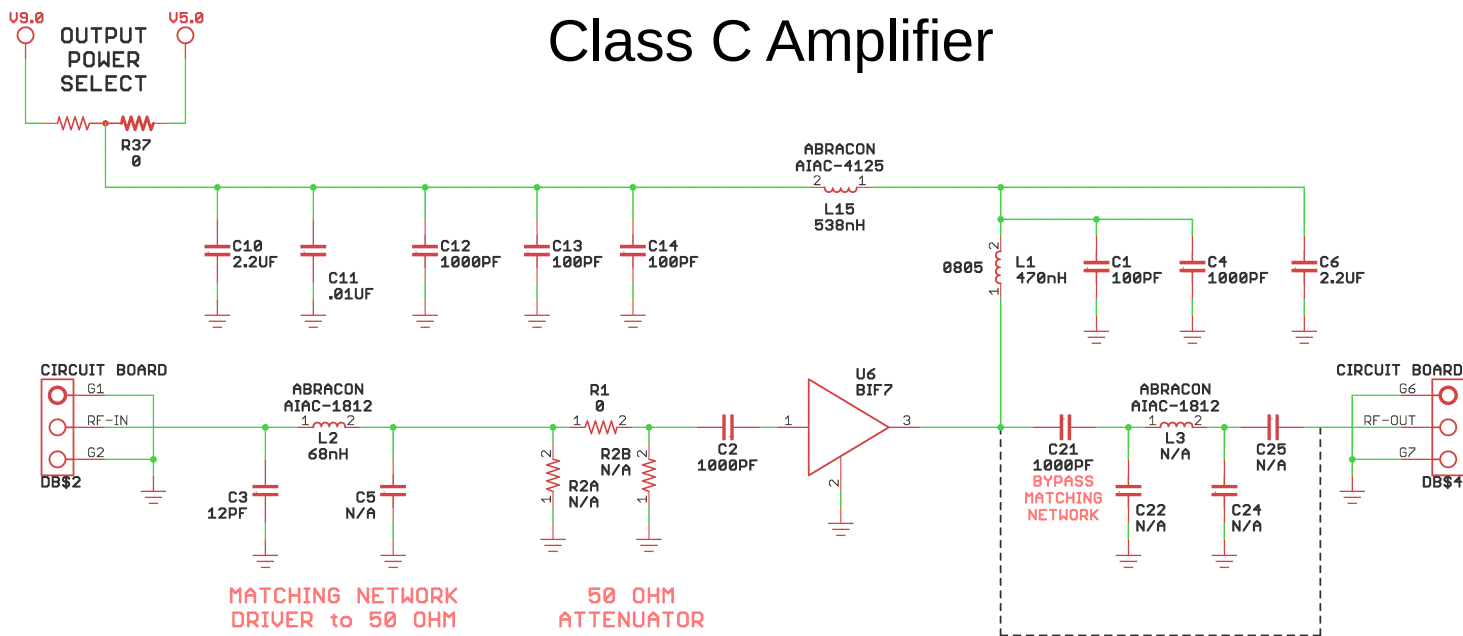 Class C Amplifier
V9.0
V5.0
OUTPUT
POWER
SELECT
R37
0
ABRACON
AIAC-4125
2
1
L15
538nH
C10
2.2UF
C11
.01UF
C12
1000PF
C13
100PF
C14
100PF
0805
2
1
L1
470nH
C1
100PF
C4
1000PF
C6
2.2UF
CIRCUIT BOARD
G1
RF-IN
G2
DB$2
ABRACON
AIAC-1812
1
2
L2
68nH
C3
12PF
C5
N/A
R1
0
1
2
R2A
N/A
2
1
R2B
N/A
2
1
C2
1000PF
U6
BIF7
1
3
2
C21
1000PF
BYPASS
MATCHING
NETWORK
ABRACON
AIAC-1812
1
2
L3
N/A
C22
N/A
C24
N/A
C25
N/A
CIRCUIT BOARD
G6
RF-OUT
G7
DB$4
MATCHING NETWORK
DRIVER to 50 OHM
50 OHM
ATTENUATOR